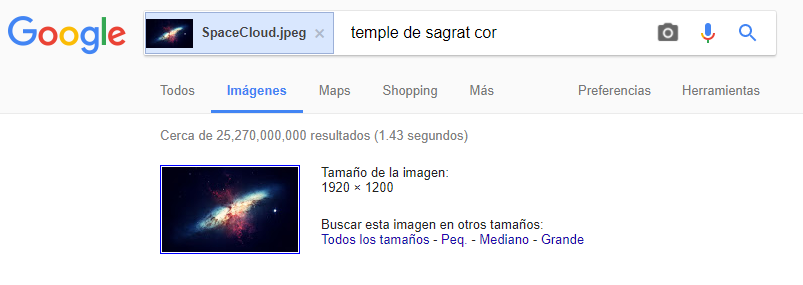 Google SpaceCloud.jpeg × temple de sagrat cor
Todos Imágenes Maps Shopping Más Preferencias Herramientas
Cerca de 25,270,000,000 resultados (1.43 segundos)
Tamaño de la imagen:
1920 × 1200
Buscar esta imagen en otros tamaños:
Todos los tamaños - Peq. - Mediano - Grande